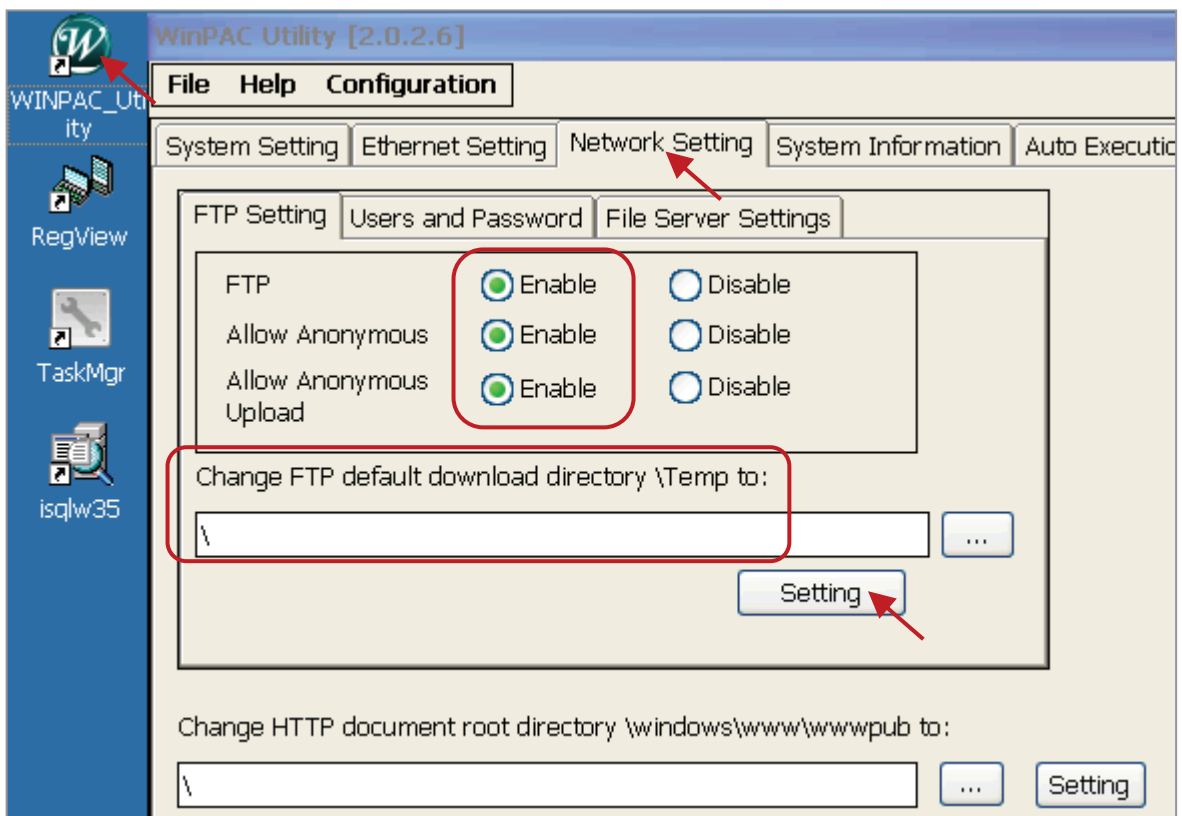 WinPAC Utility [2.0.2.6]
File Help Configuration
WINPAC_Uti
ity
System Setting Ethernet Setting Network Setting System Information Auto Executio
RegView
FTP Setting Users and Password File Server Settings
FTP Enable Disable
Allow Anonymous Enable Disable
Allow Anonymous
Upload Enable Disable
TaskMgr
Change FTP default download directory \Temp to:
isqlw35
\ ...
Setting
Change HTTP document root directory \windows\www\wwwpub to:
\ ... Setting